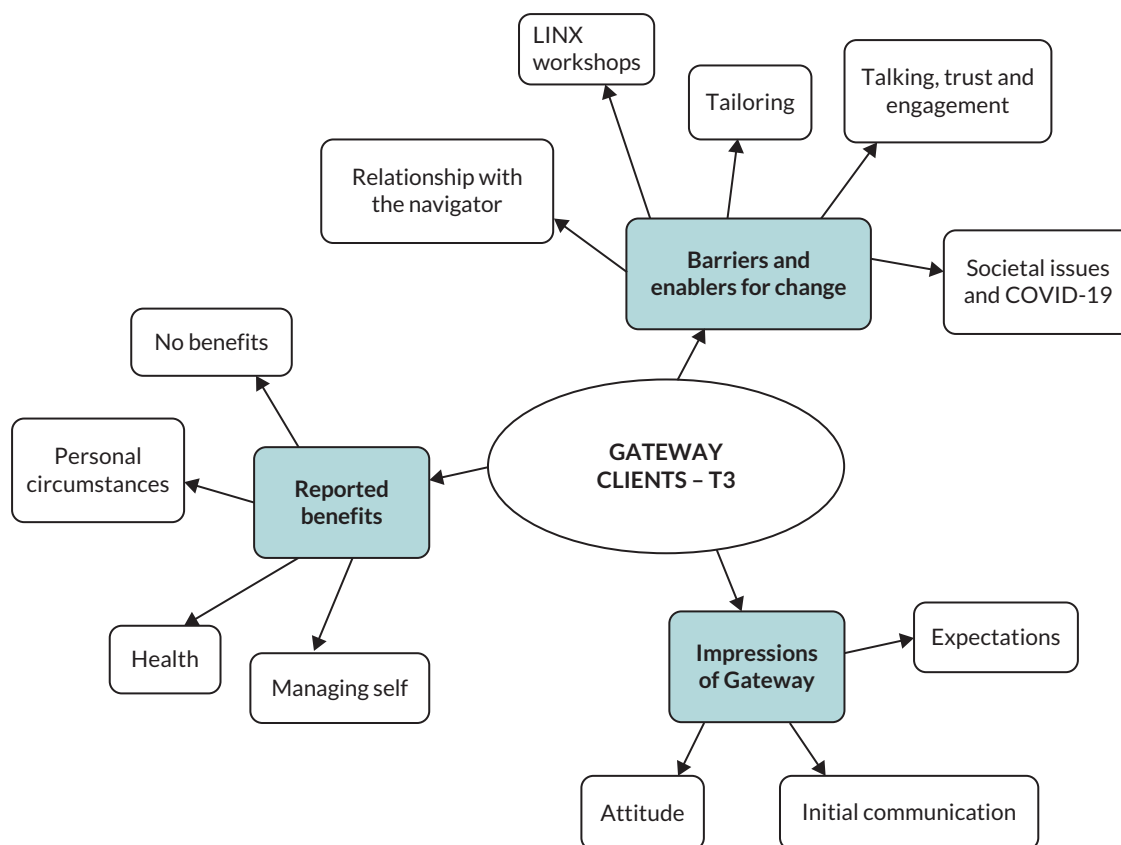 LINX
workshops
Tailoring
Talking, trust and
engagement
Relationship with
the navigator
Barriers and
enablers for change
Societal issues
and COVID-19
No benefits
Personal
circumstances
Reported
benefits
GATEWAY
CLIENTS – T3
Health
Managing self
Impressions
of Gateway
Expectations
Attitude
Initial communication